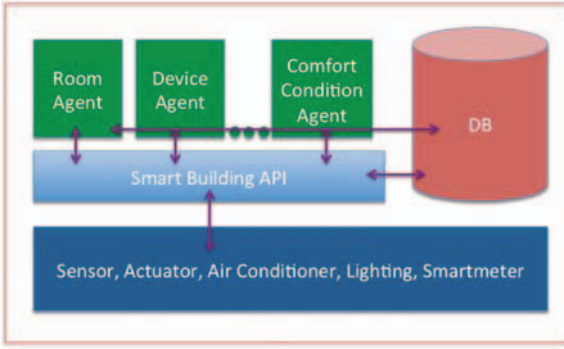 Room
Agent
Device
Agent
Comfort
Condition
Agent
DB
Smart Building API
Sensor, Actuator, Air Conditioner, Lighting, Smartmeter